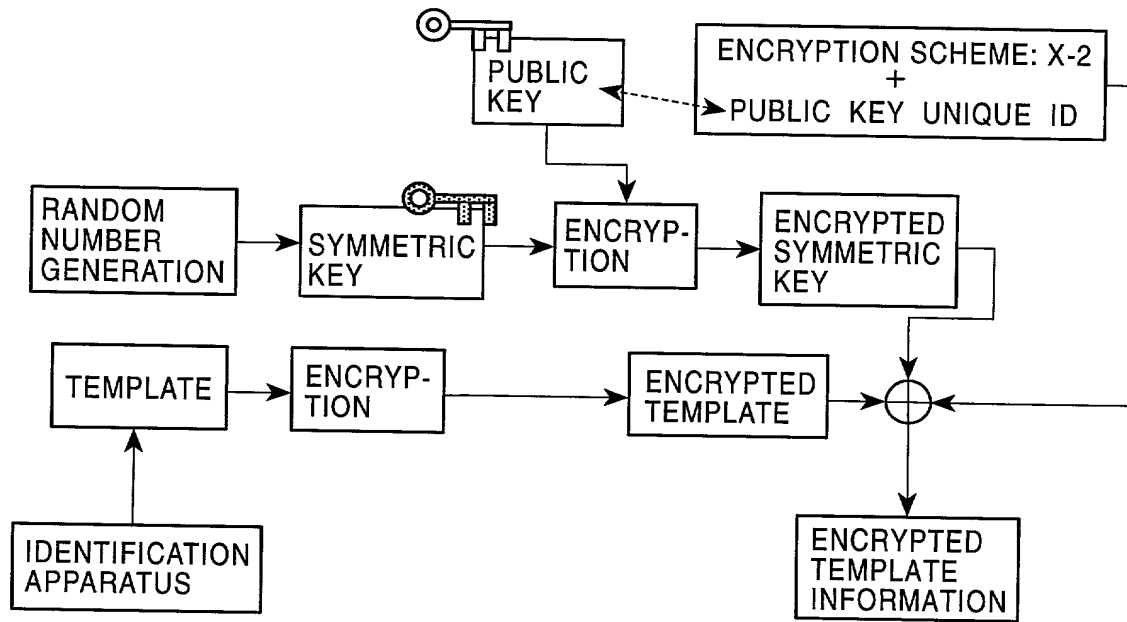 PUBLIC
KEY
ENCRYPTION SCHEME: X-2
+
PUBLIC KEY UNIQUE ID
RANDOM
NUMBER
GENERATION
SYMMETRIC
KEY
ENCRYP-
TION
ENCRYPTED
SYMMETRIC
KEY
TEMPLATE
ENCRYP-
TION
ENCRYPTED
TEMPLATE
IDENTIFICATION
APPARATUS
ENCRYPTED
TEMPLATE
INFORMATION